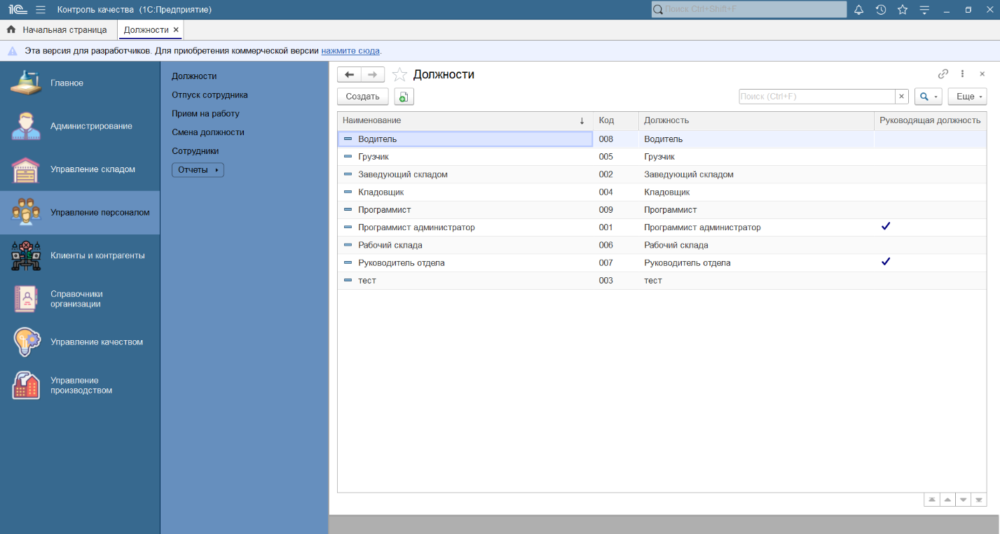 1С Контроль качества (1С:Предприятие) Поиск Ctrl+Shift+F
Начальная страница Должности ×
Эта версия для разработчиков. Для приобретения коммерческой версии нажмите сюда.
Главное
Администрирование
Управление складом
Управление персоналом
Клиенты и контрагенты
Справочники
организации
Управление качеством
Управление
производством
Должности
Отпуск сотрудника
Прием на работу
Смена должности
Сотрудники
Отчеты
Должности
Создать Поиск (Ctrl+F) × Еще
Наименование ↓ Код Должность Руководящая должность
Водитель 008 Водитель
Грузчик 005 Грузчик
Заведующий складом 002 Заведующий складом
Кладовщик 004 Кладовщик
Программист 009 Программист
Программист администратор 001 Программист администратор
Рабочий склада 006 Рабочий склада
Руководитель отдела 007 Руководитель отдела
тест 003 тест